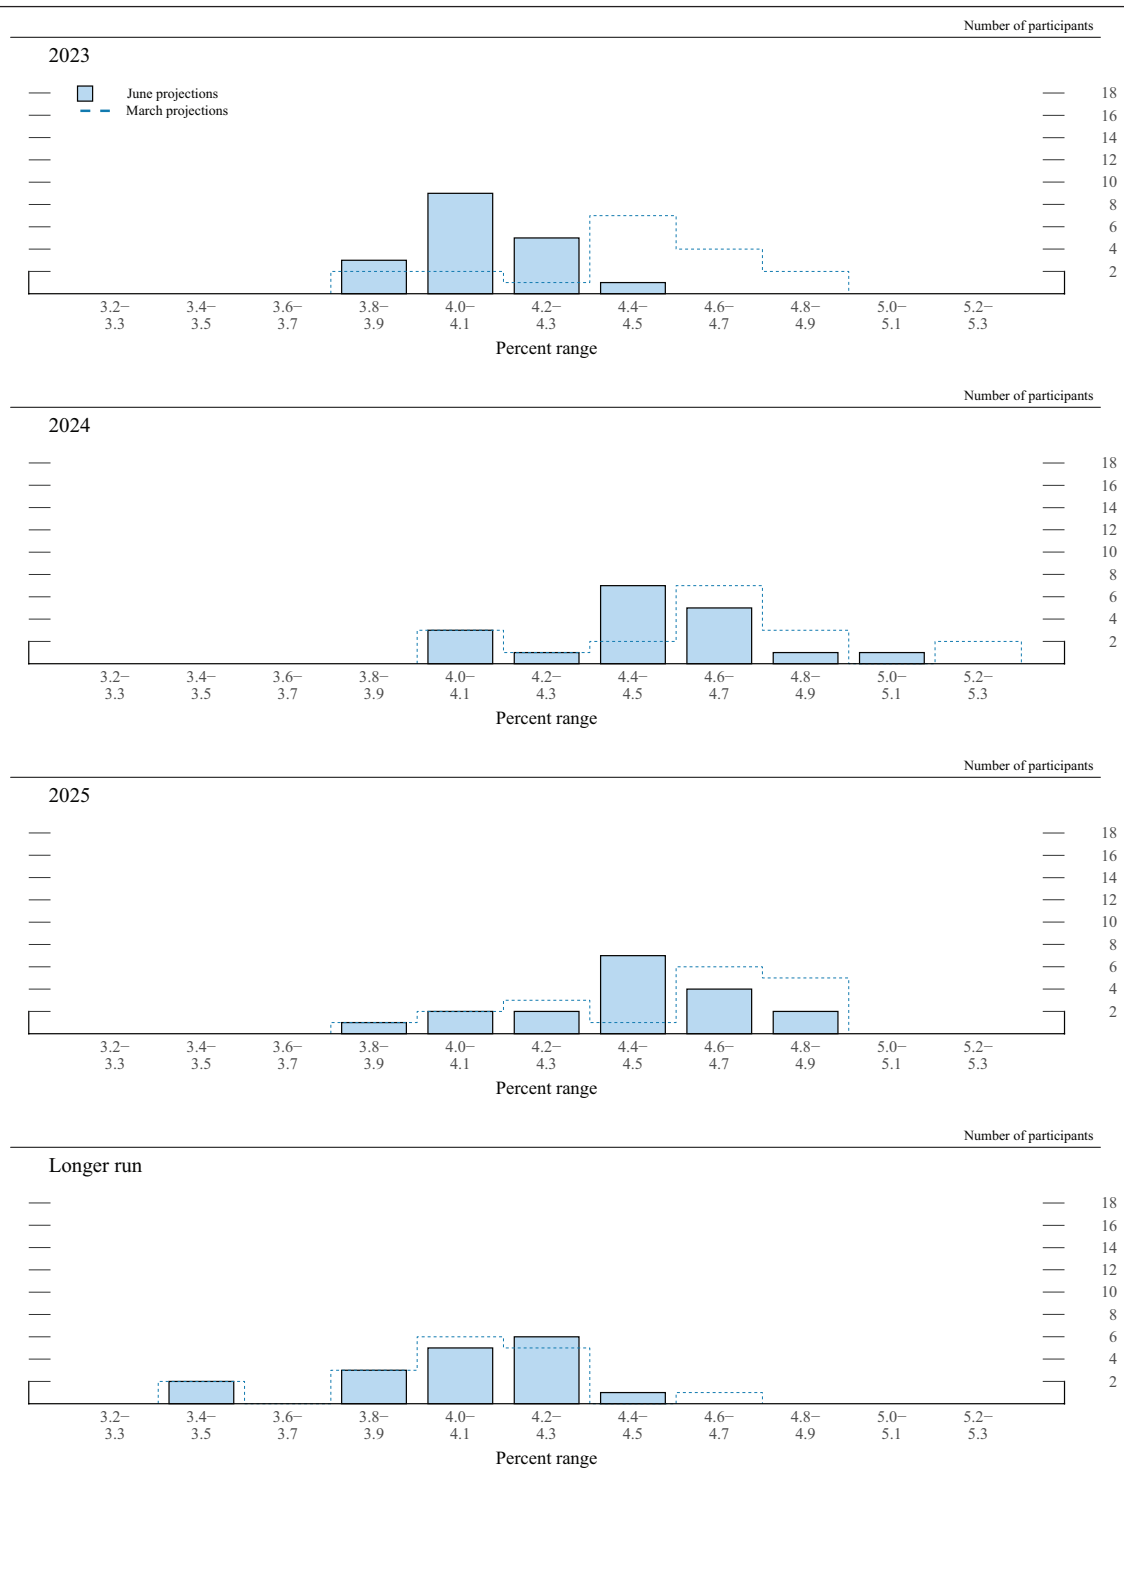 Number of participants
2023
June projections
March projections
18
16
14
12
10
8
6
4
2
3.2– 3.4– 3.6– 3.8– 4.0– 4.2– 4.4– 4.6– 4.8– 5.0– 5.2–
3.3 3.5 3.7 3.9 4.1 4.3 4.5 4.7 4.9 5.1 5.3
Percent range
Number of participants
2024
18
16
14
12
10
8
6
4
2
3.2– 3.4– 3.6– 3.8– 4.0– 4.2– 4.4– 4.6– 4.8– 5.0– 5.2–
3.3 3.5 3.7 3.9 4.1 4.3 4.5 4.7 4.9 5.1 5.3
Percent range
Number of participants
2025
18
16
14
12
10
8
6
4
2
3.2– 3.4– 3.6– 3.8– 4.0– 4.2– 4.4– 4.6– 4.8– 5.0– 5.2–
3.3 3.5 3.7 3.9 4.1 4.3 4.5 4.7 4.9 5.1 5.3
Percent range
Number of participants
Longer run
18
16
14
12
10
8
6
4
2
3.2– 3.4– 3.6– 3.8– 4.0– 4.2– 4.4– 4.6– 4.8– 5.0– 5.2–
3.3 3.5 3.7 3.9 4.1 4.3 4.5 4.7 4.9 5.1 5.3
Percent range